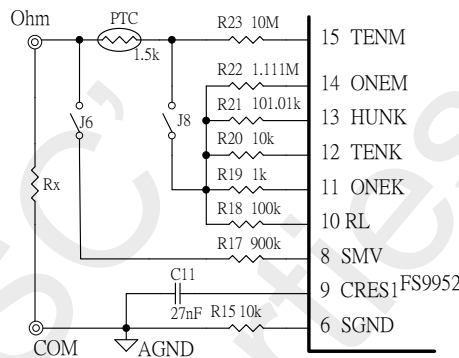 Ohm
PTC
1.5k
R23 10M
15 TENM
R22 1.111M
14 ONEM
R21 101.01k
13 HUNK
J6
J8
R20 10k
12 TENK
R19 1k
11 ONEK
Rx
R18 100k
10 RL
R17 900k
8 SMV
C11
27nF
9 CRES1
FS9952
R15 10k
6 SGND
COM
AGND
SC,
rties